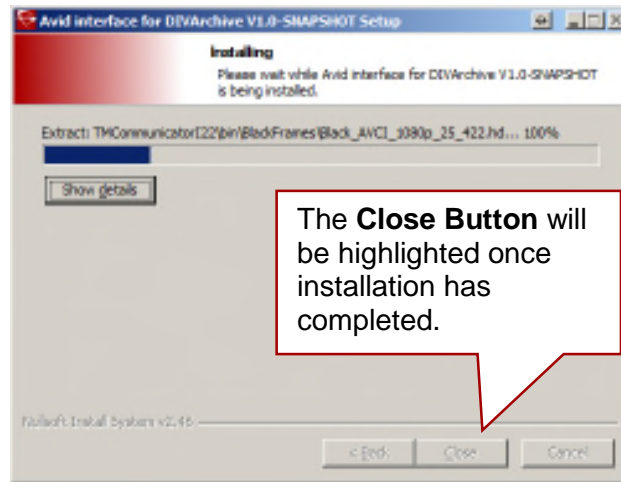 Avid interface for DIVArchive V1.0-SNAPSHOT Setup
Installing
Please wait while Avid interface for DIVArchive V1.0-SNAPSHOT
is being installed.
Extract: TMCommunicator[22]\bin\BlackFrames\Black_AVCI_1080p_25_422.hd... 100%
Show details
The Close Button will
be highlighted once
installation has
completed.
Nullsoft Install System v2.46
< Back
Close
Cancel